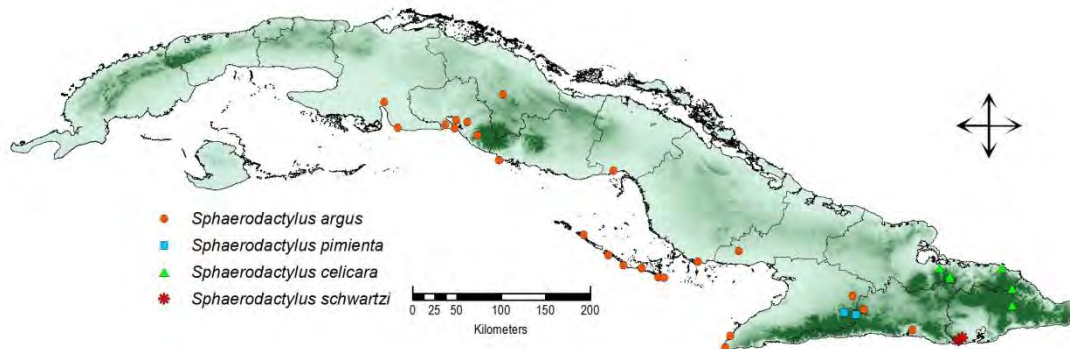 Sphaerodactylus argus
Sphaerodactylus pimienta
Sphaerodactylus celicara
Sphaerodactylus schwartzi
0 25 50 100 150 200
Kilometers